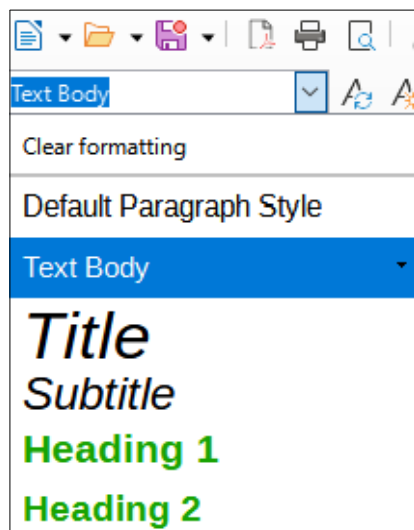 Text Body
Clear formatting
Default Paragraph Style
Text Body
Title
Subtitle
Heading 1
Heading 2